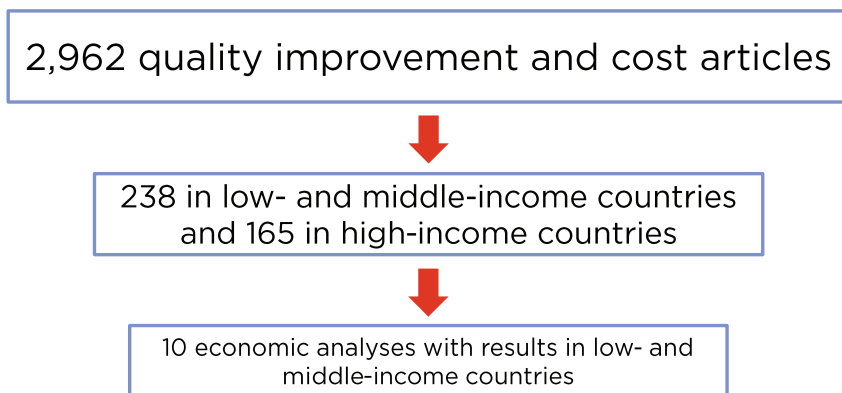 2,962 quality improvement and cost articles
238 in low- and middle-income countries
and 165 in high-income countries
10 economic analyses with results in low- and
middle-income countries